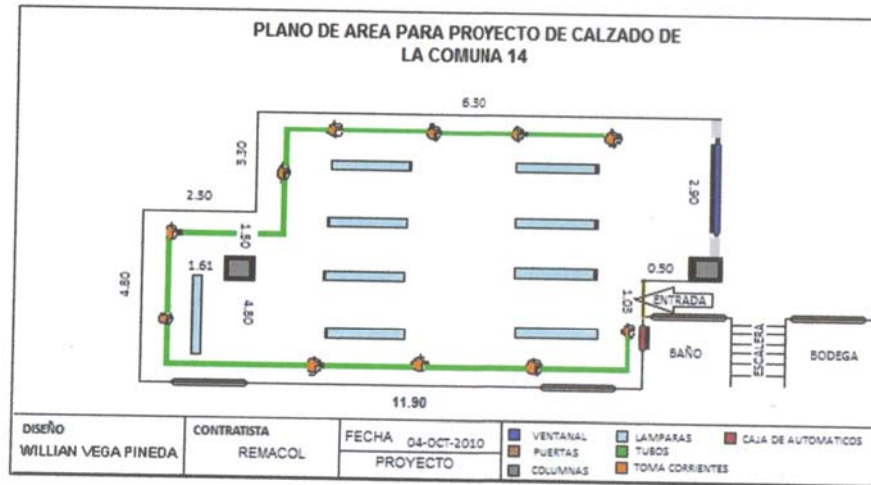 PLANO DE AREA PARA PROYECTO DE CALZADO DE
LA COMUNA 14
6.30
3.30
2.30
2.90
1.50
1.61
4.80
4.80
0.50
1.03
ENTRADA
BAÑO
ESCALERA
BODEGA
11.90
DISEÑO
WILLIAN VEGA PINEDA
CONTRATISTA
REMACOL
FECHA 04-OCT-2010
PROYECTO
VENTANAL
PUERTAS
COLUMNAS
LAMPARAS
TUBOS
TOMA CORRIENTES
CAJA DE AUTOMATICOS